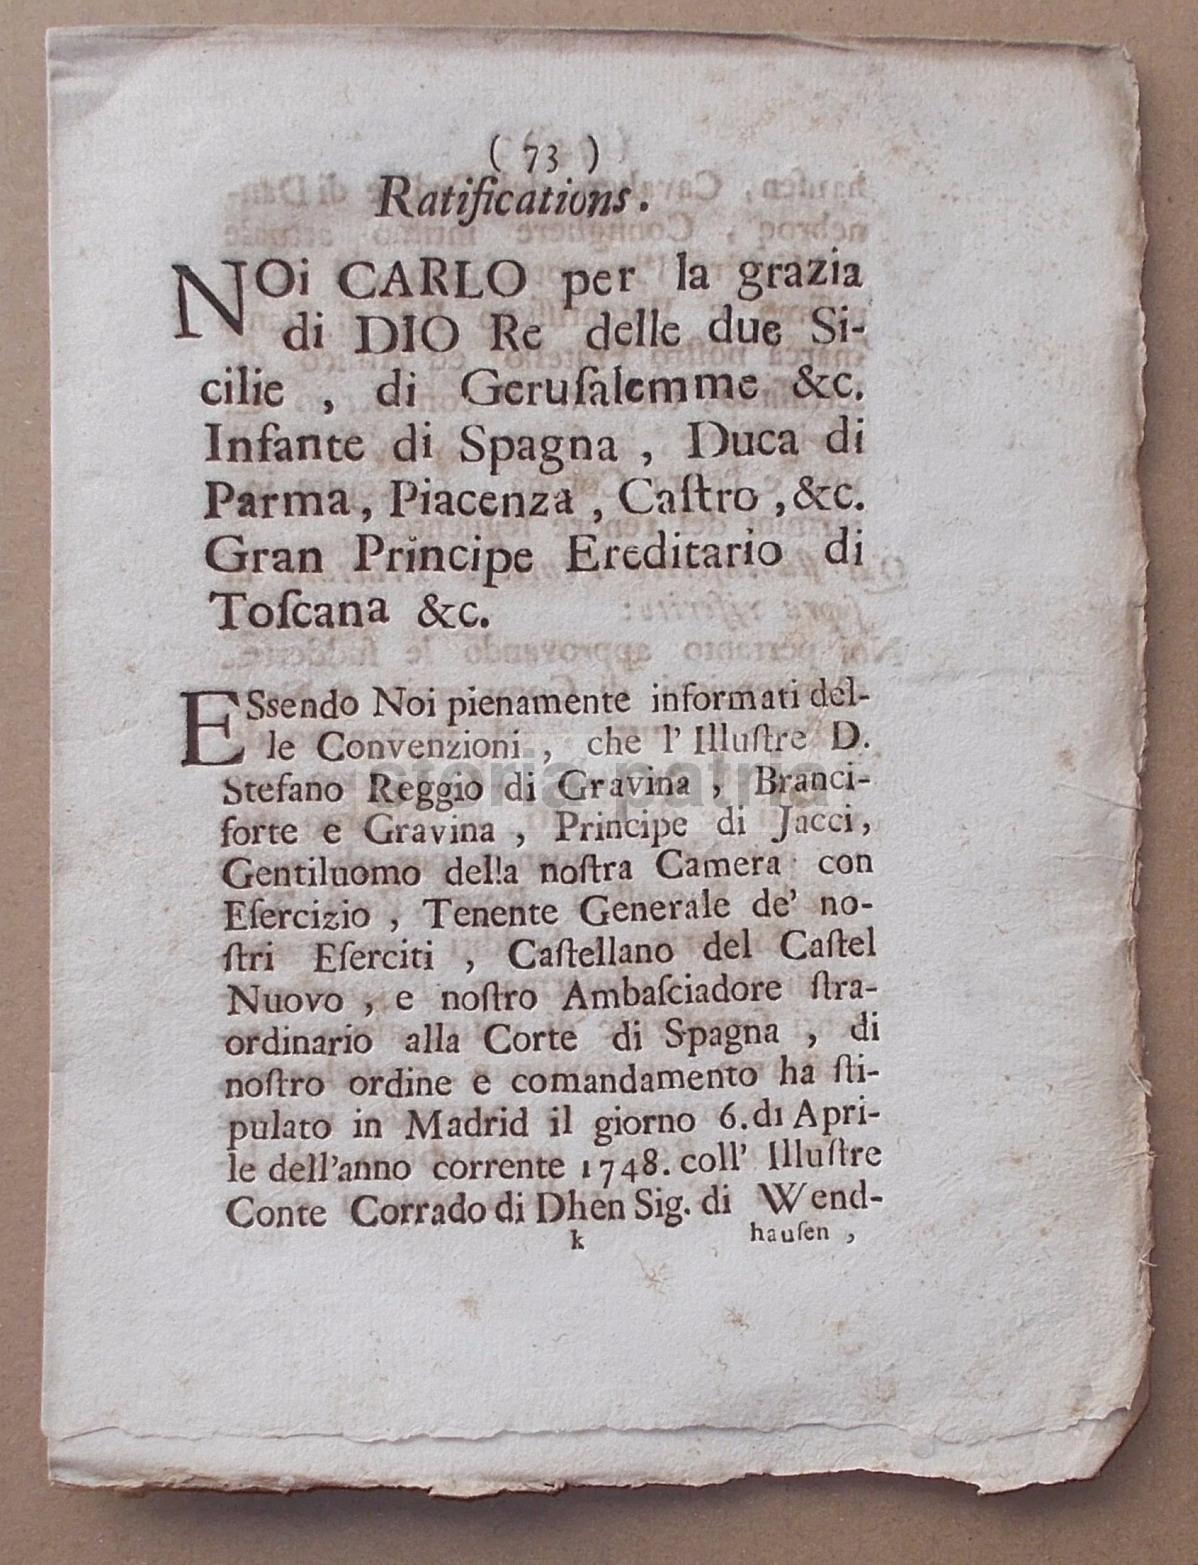 ( 73 )
Ratifications.
NOi CARLO per la grazia
di DIO Re delle due Si-
cilie , di Geruſalemme &c.
Infante di Spagna , Duca di
Parma, Piacenza , Caſtro ,&c.
Gran Principe Ereditario di
Toſcana &c.
ESsendo Noi pienamente informati del-
le Convenzioni , che l' Illuſtre D.
Stefano Reggio di Gravina , Branci-
forte e Gravina , Principe di Jacci,
Gentiluomo della noſtra Camera con
Eſercizio , Tenente Generale de' no-
ſtri Eſerciti , Caſtellano del Caſtel
Nuovo , e noſtro Ambaſciadore ſtra-
ordinario alla Corte di Spagna , di
noſtro ordine e comandamento ha ſti-
pulato in Madrid il giorno 6. di Apri-
le dell'anno corrente 1748. coll' Illuſtre
Conte Corrado di Dhen Sig. di Wend-
k hauſen ,
storia patria